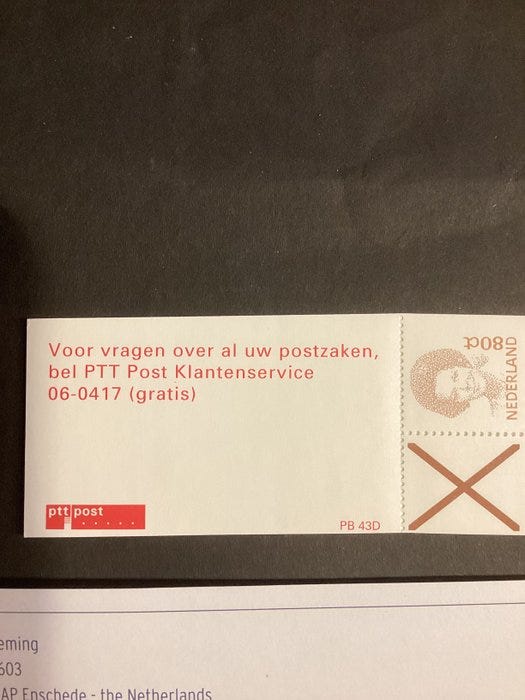 Voor vragen over al uw postzaken,
bel PTT Post Klantenservice
06-0417 (gratis)
ptt post
PB 43D
80ct
NEDERLAND
eming
603
AP Enschede - the Netherlands